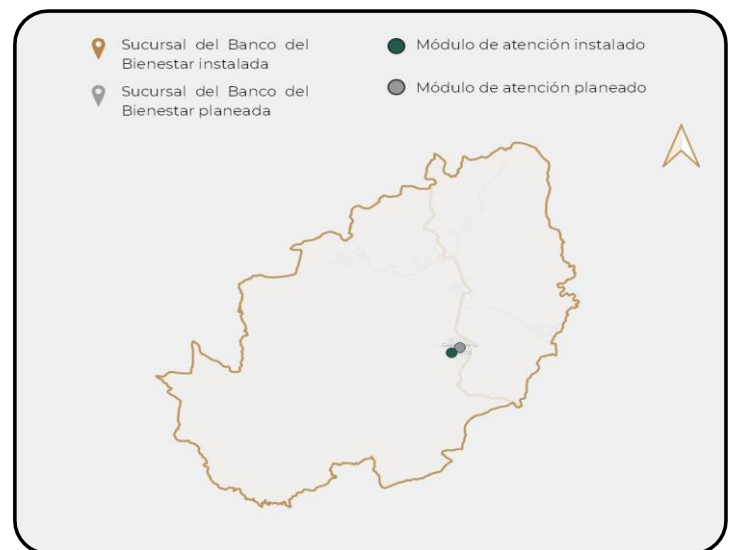 Sucursal del Banco del
Bienestar instalada
Sucursal del Banco del
Bienestar planeada
Módulo de atención instalado
Módulo de atención planeado